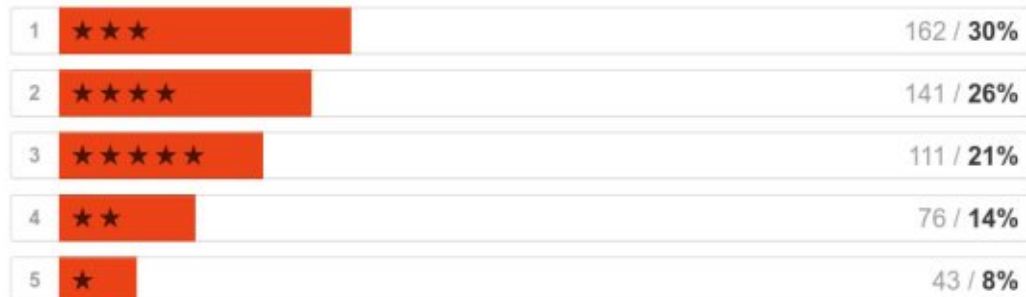 1 ★★★ 162 / 30%
2 ★★★★ 141 / 26%
3 ★★★★★ 111 / 21%
4 ★★ 76 / 14%
5 ★ 43 / 8%